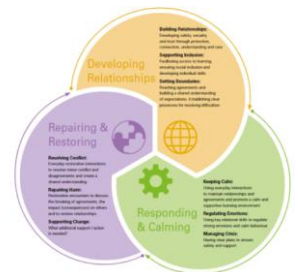 Building Relationships:
Developing safety, security
and trust through protection,
connection, understanding and care
Supporting Inclusion:
Facilitating access to learning,
ensuring social inclusion and
developing individual skills
Setting Boundaries:
Reaching agreements and
building a shared understanding
of expectations. Establishing clear
processes for resolving difficulties
Developing
Relationships
Repairing &
Restoring
Resolving Conflict:
Everyday restorative interactions
to resolve minor conflict and
disagreements and create a
shared understanding
Repairing Harm:
Restorative encounters to discuss
the breaking of agreements, the
impact (consequences) on others
and to restore relationships
Supporting Change:
What additional support / action
is needed?
Responding
& Calming
Keeping Calm:
Using everyday interactions
to maintain relationships and
agreements and promote a calm and
supportive learning environment
Regulating Emotions:
Using key relational skills to regulate
strong emotions and calm behaviour
Managing Crisis:
Having clear plans to ensure
safety and support